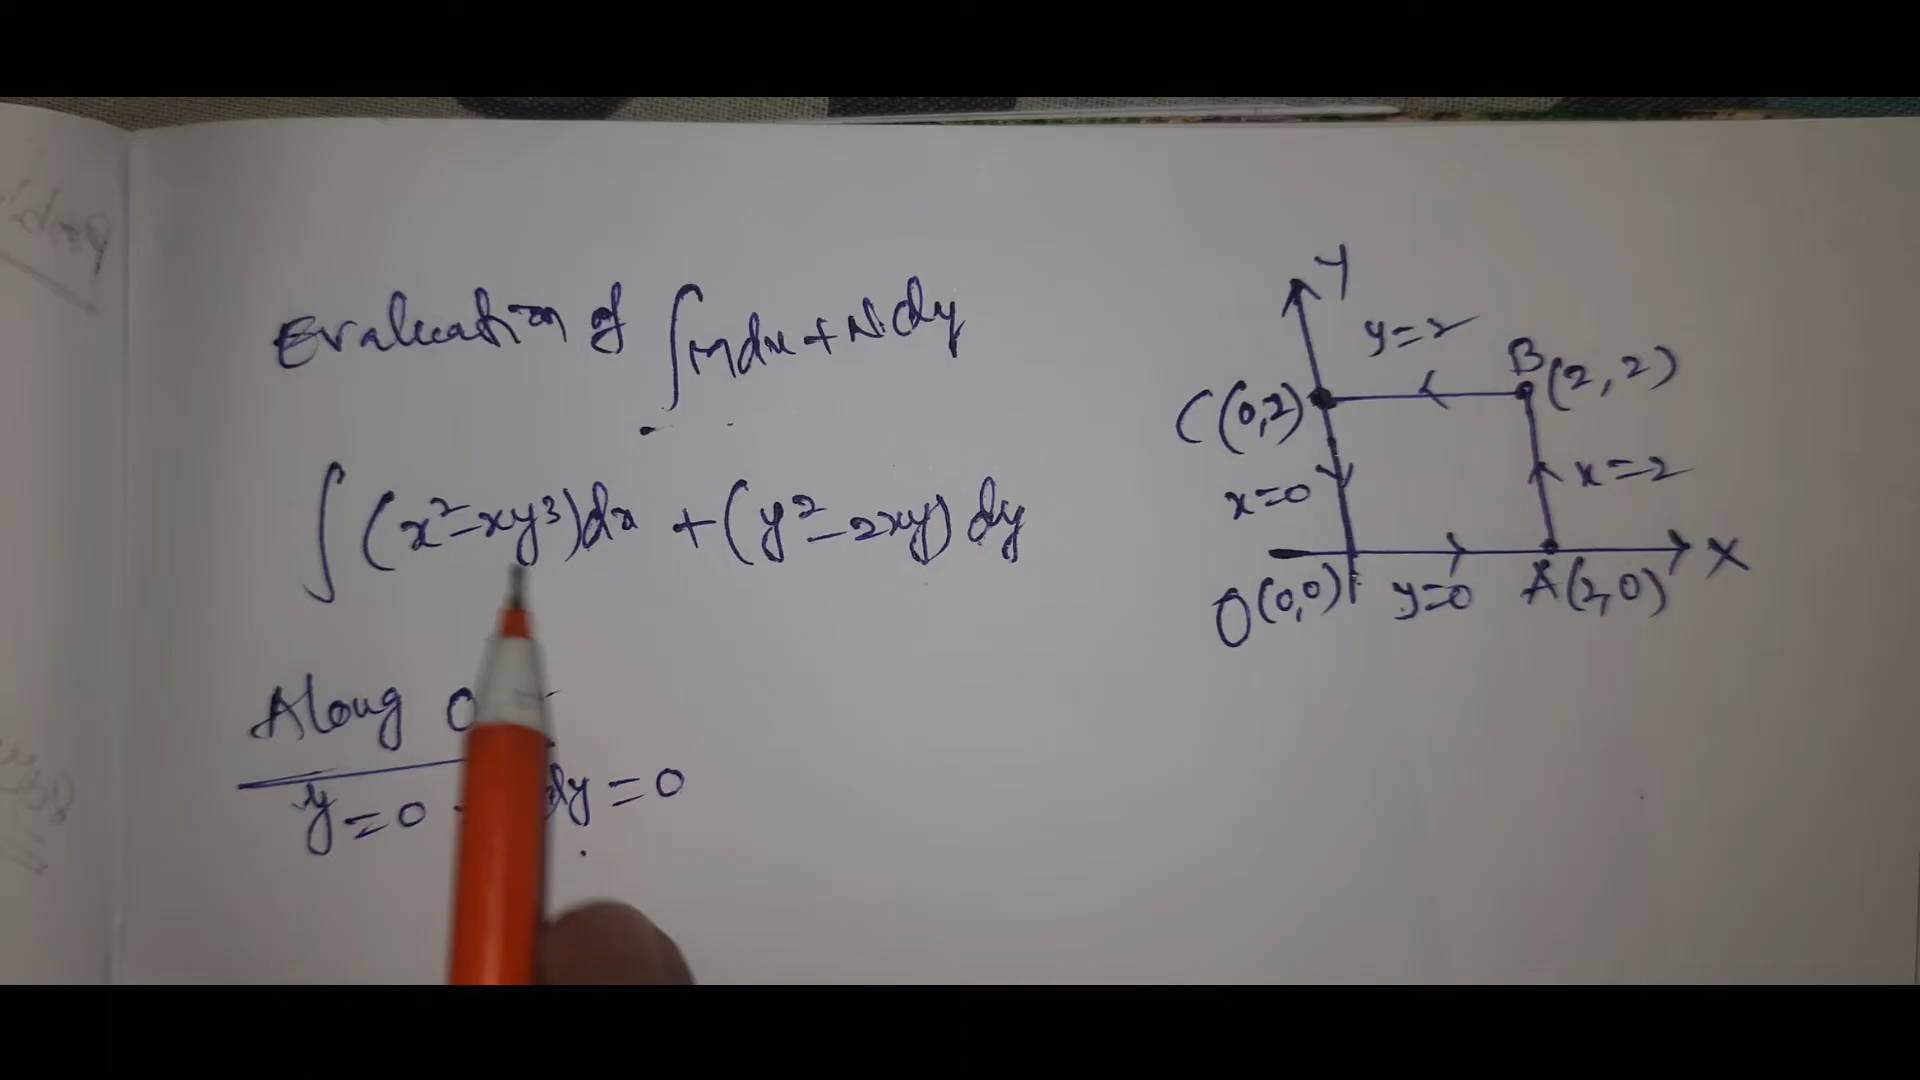 Evaluation of ∫Mdx+Ndy
∫(x²-xy³)dx + (y²-2xy) dy
Along
y=0 dy=0
Y
y=2
B(2,2)
C(0,2)
x=2
x=0
X
O(0,0) y=0 A(2,0)